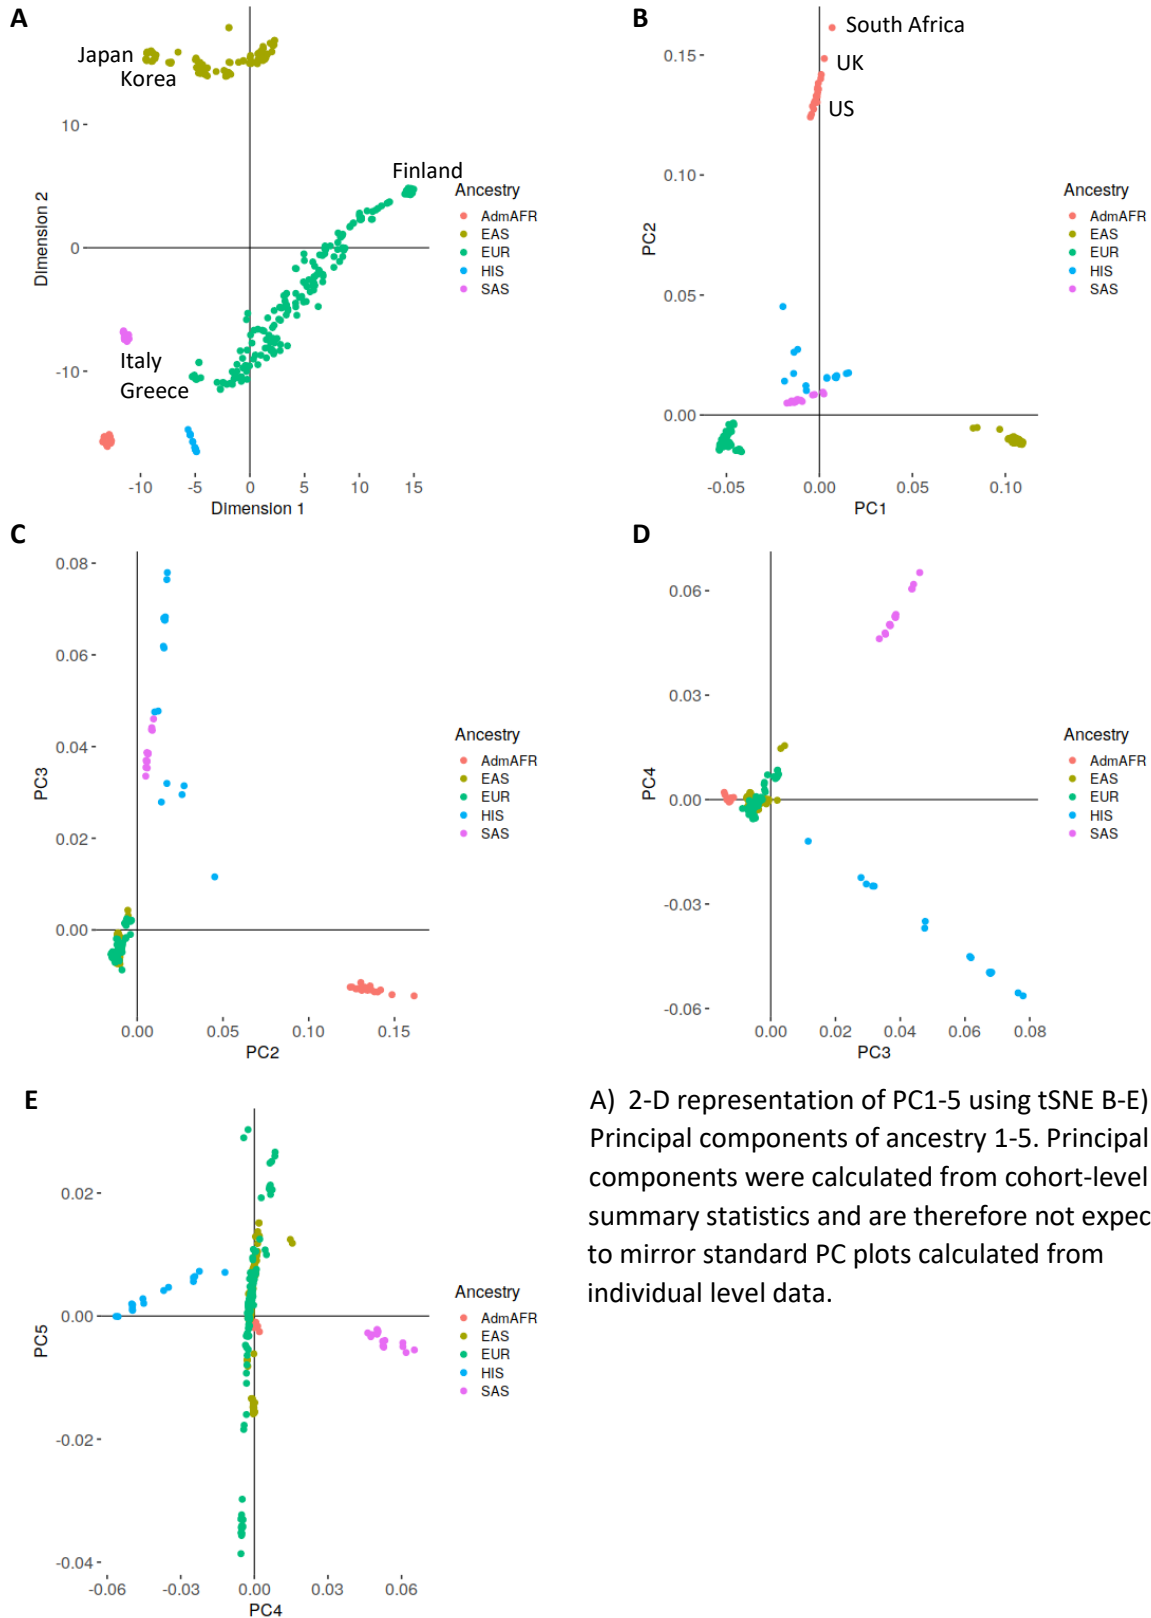 A
Japan
Korea
10
Finland
0
Dimension 2
Italy
Greece
-10
-10 -5 0 5 10 15
Dimension 1
Ancestry
AdmAFR
EAS
EUR
HIS
SAS
B
South Africa
0.15
UK
US
0.10
PC2
0.05
0.00
-0.05 0.00 0.05 0.10
PC1
Ancestry
AdmAFR
EAS
EUR
HIS
SAS
C
0.08
0.06
0.04
PC3
0.02
0.00
0.00 0.05 0.10 0.15
PC2
Ancestry
AdmAFR
EAS
EUR
HIS
SAS
D
0.06
0.03
PC4
0.00
-0.03
-0.06
0.00 0.02 0.04 0.06 0.08
PC3
Ancestry
AdmAFR
EAS
EUR
HIS
SAS
E
0.02
0.00
PC5
-0.02
-0.04
-0.06 -0.03 0.00 0.03 0.06
PC4
Ancestry
AdmAFR
EAS
EUR
HIS
SAS
A) 2-D representation of PC1-5 using tSNE B-E)
Principal components of ancestry 1-5. Principal
components were calculated from cohort-level
summary statistics and are therefore not expec
to mirror standard PC plots calculated from
individual level data.